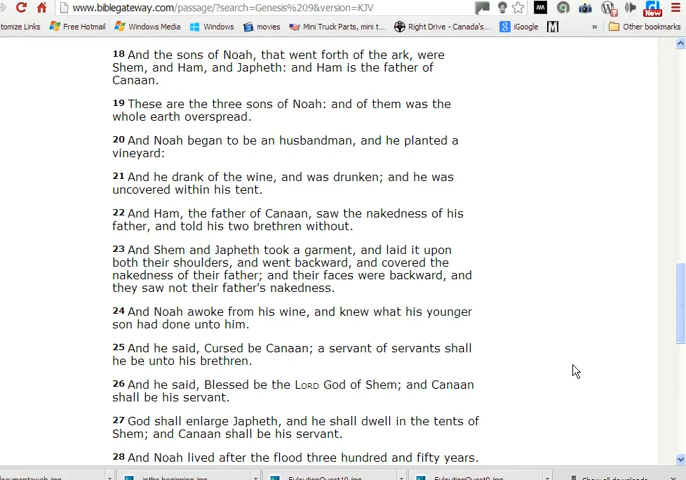 www.biblegateway.com/passage/?search=Genesis%209&version=KJV
tomize Links Free Hotmail Windows Marketplace Windows movies Mini Truck Parts, mini t... Right Drive - Canada's... iGoogle M » Other bookmarks
18 And the sons of Noah, that went forth of the ark, were
Shem, and Ham, and Japheth: and Ham is the father of
Canaan.
19 These are the three sons of Noah: and of them was the
whole earth overspread.
20 And Noah began to be an husbandman, and he planted a
vineyard:
21 And he drank of the wine, and was drunken; and he was
uncovered within his tent.
22 And Ham, the father of Canaan, saw the nakedness of his
father, and told his two brethren without.
23 And Shem and Japheth took a garment, and laid it upon
both their shoulders, and went backward, and covered the
nakedness of their father; and their faces were backward, and
they saw not their father's nakedness.
24 And Noah awoke from his wine, and knew what his younger
son had done unto him.
25 And he said, Cursed be Canaan; a servant of servants shall
he be unto his brethren.
26 And he said, Blessed be the LORD God of Shem; and Canaan
shall be his servant.
27 God shall enlarge Japheth, and he shall dwell in the tents of
Shem; and Canaan shall be his servant.
28 And Noah lived after the flood three hundred and fifty years.